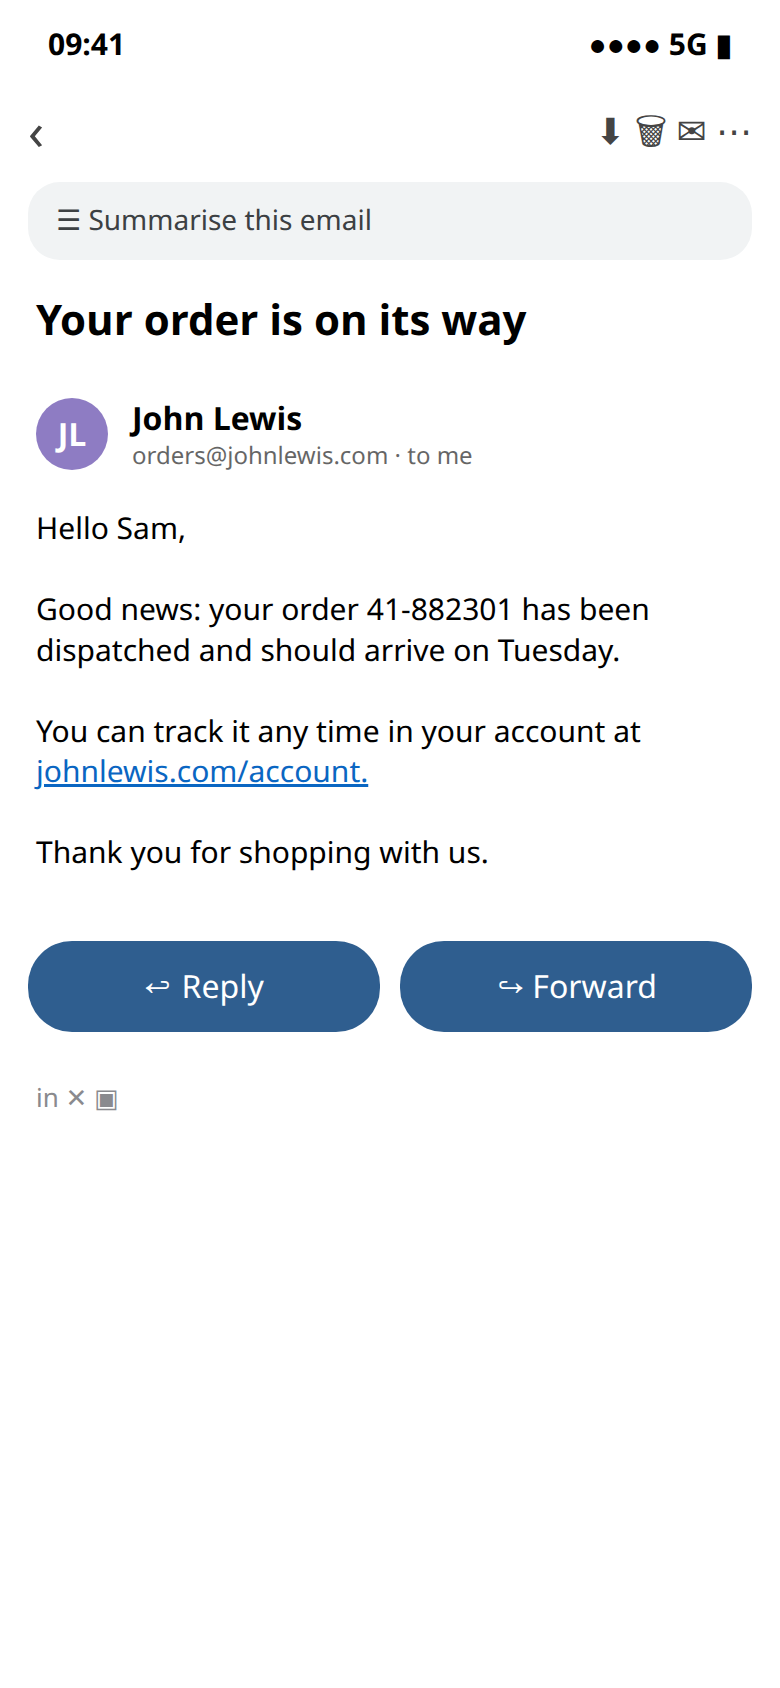 09:41
5G
Summarise this email
Your order is on its way
JL
John Lewis
orders@johnlewis.com · to me
Hello Sam,
Good news: your order 41-882301 has been
dispatched and should arrive on Tuesday.
You can track it any time in your account at
johnlewis.com/account.
Thank you for shopping with us.
Reply
Forward
in